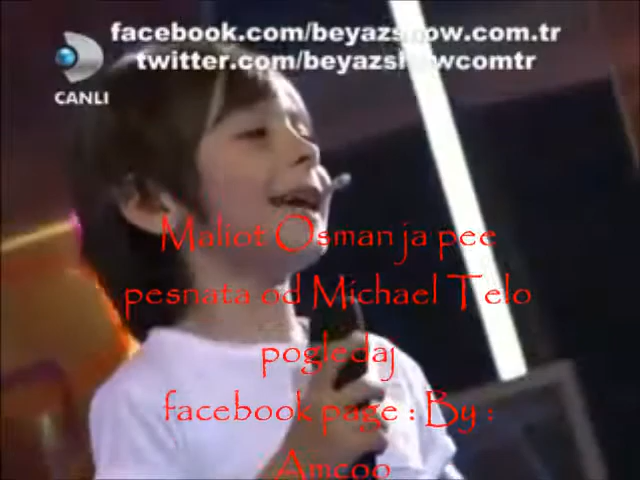 facebook.com/beyazshow.com.tr
twitter.com/beyazshowcomtr
CANLI
Maliot Osman ja pee
pesnata od Michael Telo
pogledaj
facebook page : By :
Amcoo